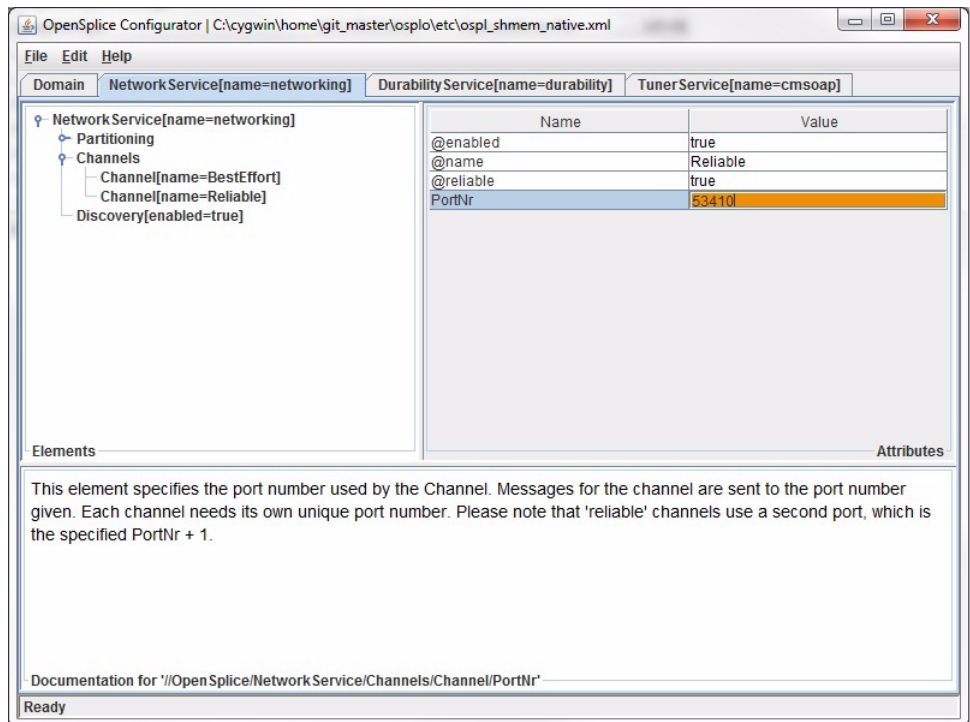 OpenSplice Configurator | C:\cygwin\home\git_master\osplo\etc\ospl_shmem_native.xml
File Edit Help
Domain NetworkService[name=networking] DurabilityService[name=durability] TunerService[name=cmsoap]
NetworkService[name=networking]
Partitioning
Channels
Channel[name=BestEffort]
Channel[name=Reliable]
Discovery[enabled=true]
Elements
Name Value
@enabled true
@name Reliable
@reliable true
PortNr 53410
Attributes
This element specifies the port number used by the Channel. Messages for the channel are sent to the port number
given. Each channel needs its own unique port number. Please note that 'reliable' channels use a second port, which is
the specified PortNr + 1.
Documentation for '//OpenSplice/NetworkService/Channels/Channel/PortNr'
Ready